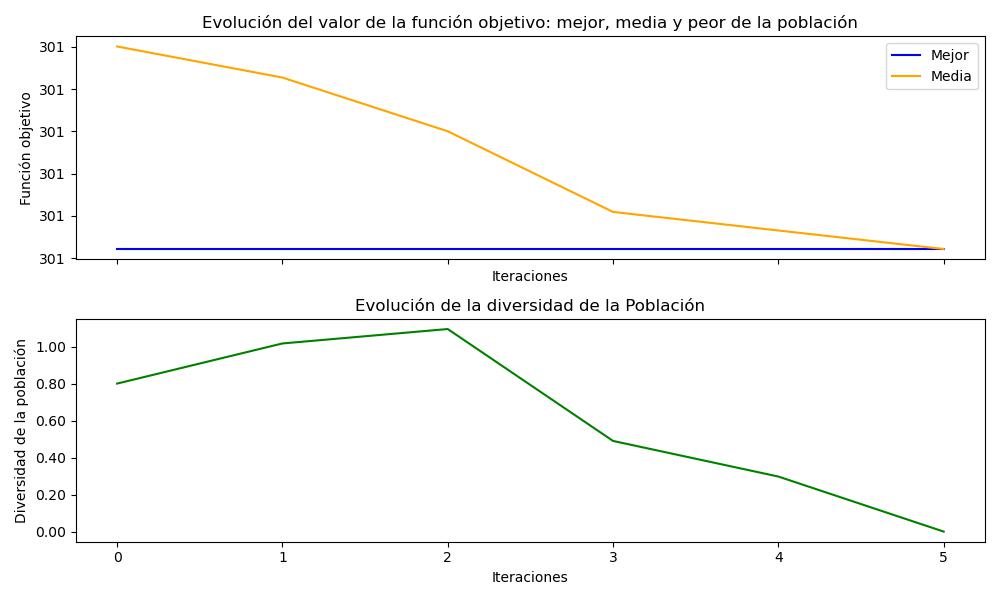 Evolución del valor de la función objetivo: mejor, media y peor de la población
301
301
301
301
301
301
Función objetivo
Mejor
Media
Iteraciones
Evolución de la diversidad de la Población
1.00
0.80
0.60
0.40
0.20
0.00
Diversidad de la población
0 1 2 3 4 5
Iteraciones